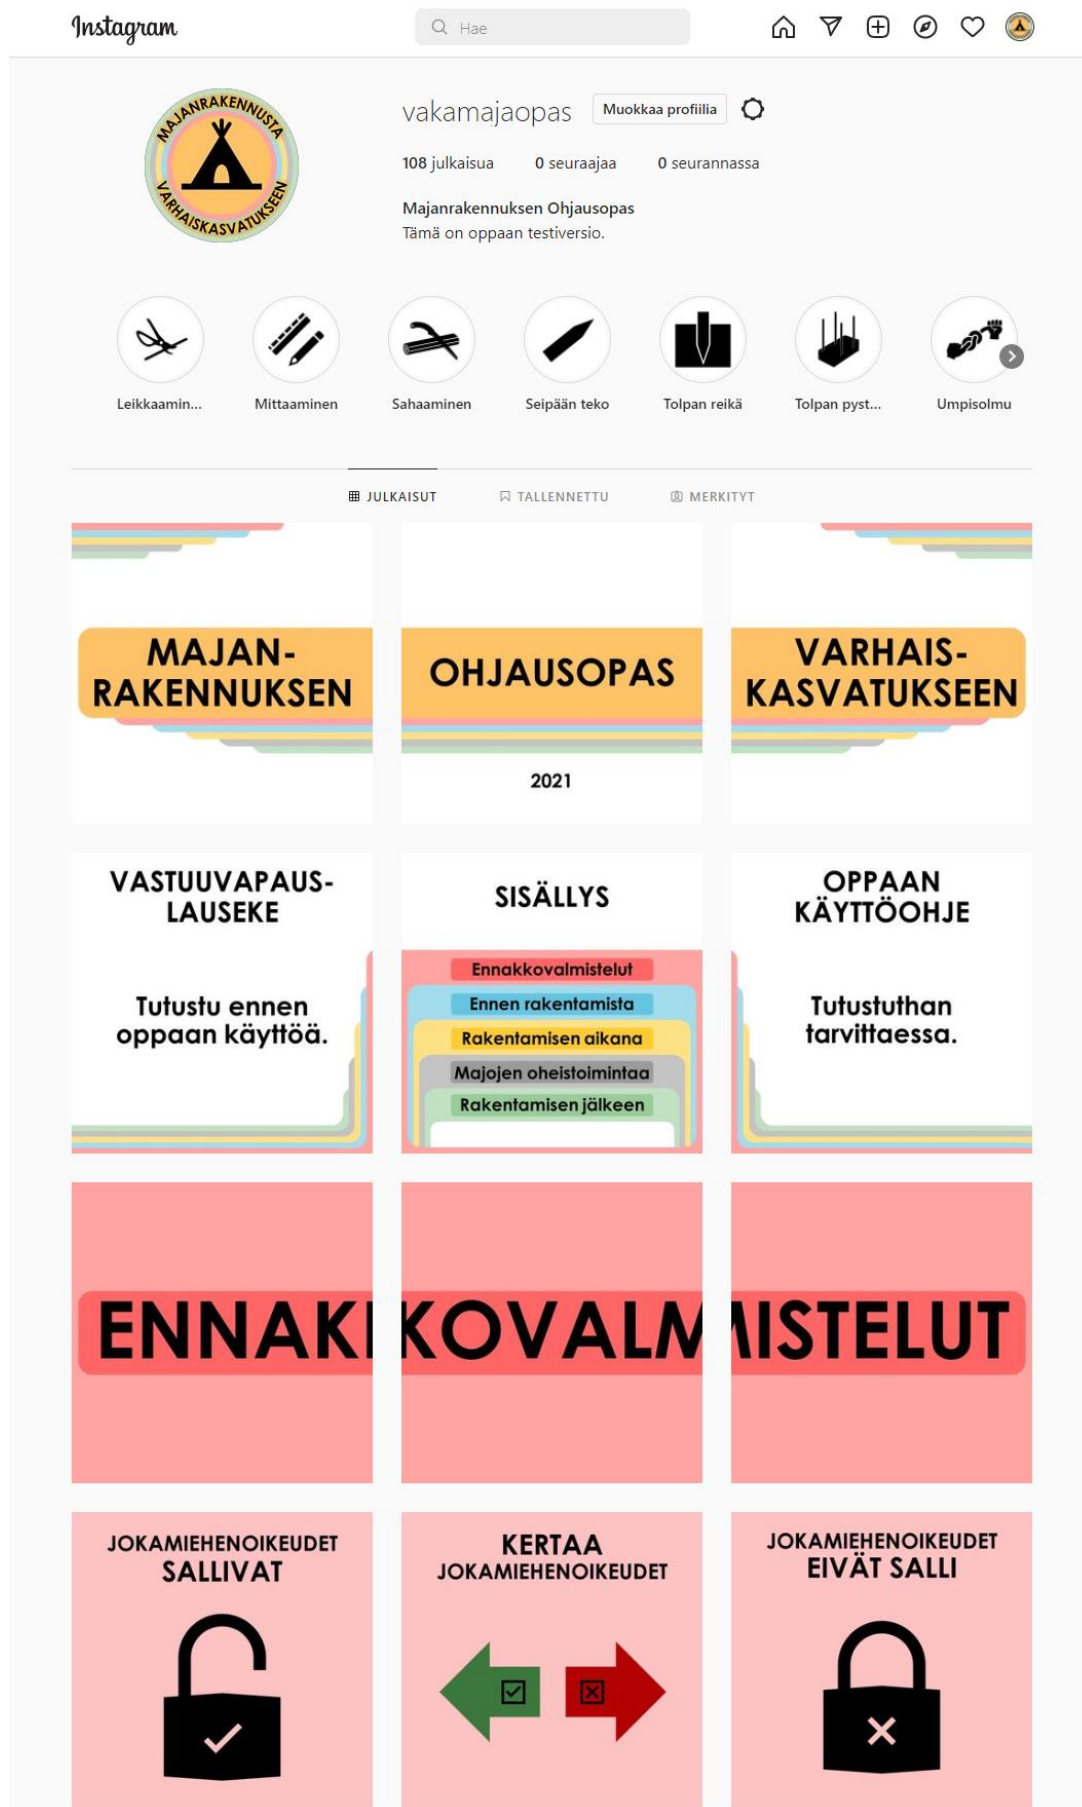 Instagram
Hae
MAJANRAKENNUSTA
VARHAISKASVATUKSEEN
vakamajaopas Muokkaa profiilia
108 julkaisua 0 seuraajaa 0 seurannassa
Majanrakennuksen Ohjausopas
Tämä on oppaan testiversio.
Leikkaamin... Mittaaminen Sahaaminen Seipään teko Tolpan reikä Tolpan pyst... Umpisolmu
JULKAISUT TALLENNETTU MERKITYT
MAJAN-
RAKENNUKSEN
OHJAUSOPAS
2021
VARHAIS-
KASVATUKSEEN
VASTUUVAPAUS-
LAUSEKE
Tutustu ennen
oppaan käyttöä.
SISÄLLYS
Ennakkovalmistelut
Ennen rakentamista
Rakentamisen aikana
Majojen oheistoimintaa
Rakentamisen jälkeen
OPPAAN
KÄYTTÖOHJE
Tutustuthan
tarvittaessa.
ENNAKKOVALMISTELUT
JOKAMIEHENOIKEUDET
SALLIVAT
KERTAA
JOKAMIEHENOIKEUDET
JOKAMIEHENOIKEUDET
EIVÄT SALLI